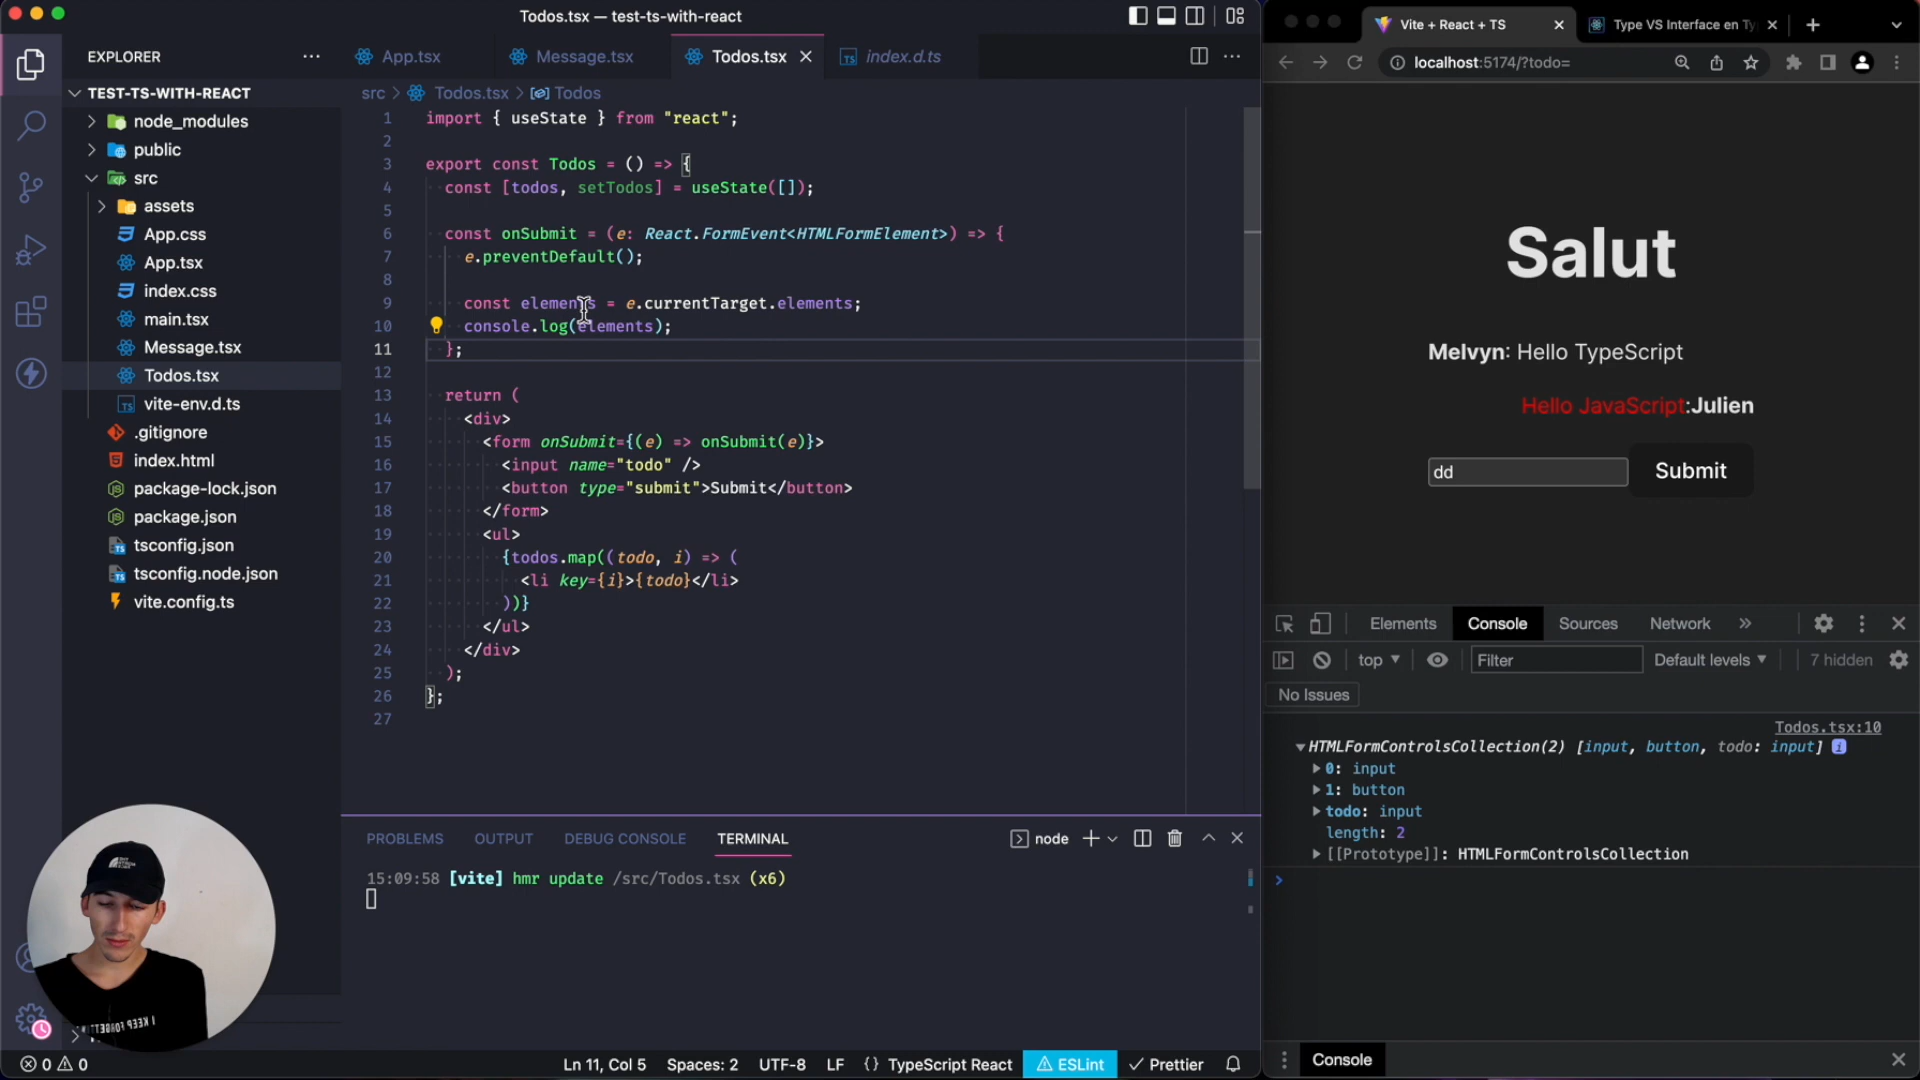 Todos.tsx — test-ts-with-react
EXPLORER
TEST-TS-WITH-REACT
node_modules
public
src
assets
App.css
App.tsx
index.css
main.tsx
Message.tsx
Todos.tsx
vite-env.d.ts
.gitignore
index.html
package-lock.json
package.json
tsconfig.json
tsconfig.node.json
vite.config.ts
App.tsx
Message.tsx
Todos.tsx
index.d.ts
src > Todos.tsx > Todos
1 import { useState } from "react";
2
3 export const Todos = () => {
4 const [todos, setTodos] = useState([]);
5
6 const onSubmit = (e: React.FormEvent<HTMLFormElement>) => {
7 e.preventDefault();
8
9 const elements = e.currentTarget.elements;
10 console.log(elements);
11 };
12
13 return (
14 <div>
15 <form onSubmit={(e) => onSubmit(e)}>
16 <input name="todo" />
17 <button type="submit">Submit</button>
18 </form>
19 <ul>
20 {todos.map((todo, i) => (
21 <li key={i}>{todo}</li>
22 ))}
23 </ul>
24 </div>
25 );
26 };
27
PROBLEMS OUTPUT DEBUG CONSOLE TERMINAL
node
15:09:58 [vite] hmr update /src/Todos.tsx (x6)
0 0
Ln 11, Col 5 Spaces: 2 UTF-8 LF {} TypeScript React ESLint Prettier
Vite + React + TS
Type VS Interface en Ty
localhost:5174/?todo=
Salut
Melvyn: Hello TypeScript
Hello JavaScript:Julien
dd
Submit
Elements Console Sources Network »
top Filter Default levels 7 hidden
No Issues
Todos.tsx:10
HTMLFormControlsCollection(2) [input, button, todo: input] i
0: input
1: button
todo: input
length: 2
[[Prototype]]: HTMLFormControlsCollection
>
Console